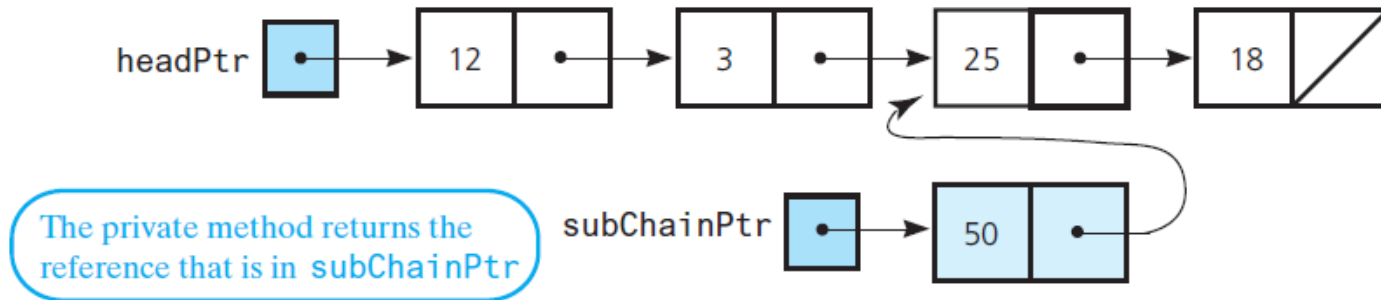 headPtr 12 3 25 18
subChainPtr 50
The private method returns the
reference that is in subChainPtr